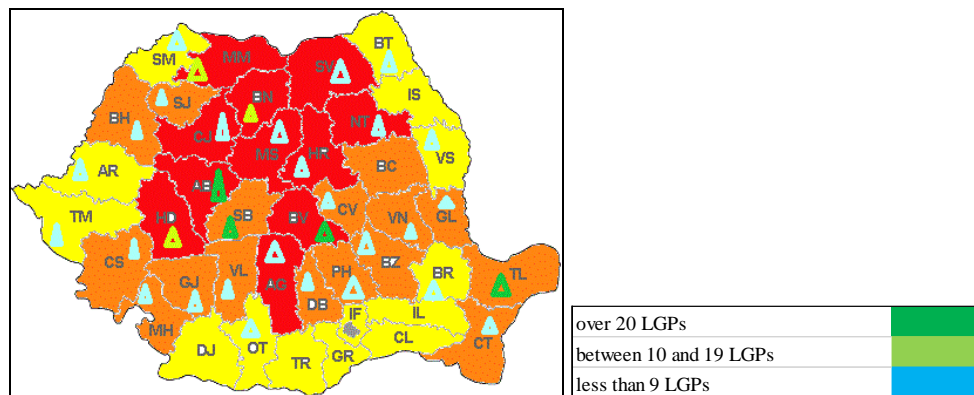 BT
SM
MM
SV
IS
BN
SJ
BH
NT
CJ
MS
HR
VS
BC
AR
AB
TM
HD
SB
BV
CV
VN
GL
CS
GJ
VL
AG
PH
BZ
BR
TL
DB
IF
IL
MH
DJ
OT
TR
GR
CL
CT
over 20 LGPs
between 10 and 19 LGPs
less than 9 LGPs